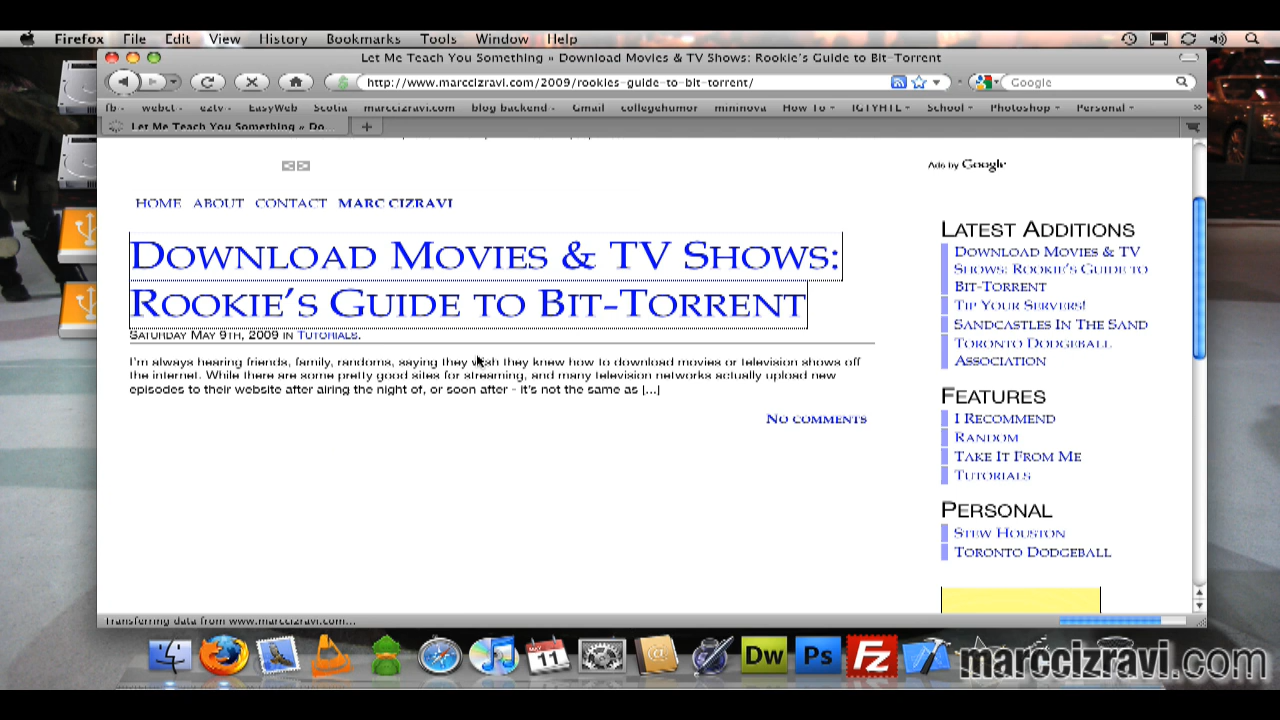 Firefox File Edit View History Bookmarks Tools Window Help
Let Me Teach You Something » Download Movies & TV Shows: Rookie's Guide to Bit-Torrent
http://www.marccizravi.com/2009/rookies-guide-to-bit-torrent/
Google
fb webct eztv EasyWeb Scotia marccizravi.com blog backend Gmail collegehumor mininova How To IGTYHTL School Photoshop Personal »
Let Me Teach You Something » Do...
Ads by Google
HOME ABOUT CONTACT MARC CIZRAVI
DOWNLOAD MOVIES & TV SHOWS:
ROOKIE'S GUIDE TO BIT-TORRENT
SATURDAY MAY 9TH, 2009 IN TUTORIALS.
I'm always hearing friends, family, randoms, saying they wish they knew how to download movies or television shows off
the internet. While there are some pretty good sites for streaming, and many television networks actually upload new
episodes to their website after airing the night of, or soon after - it's not the same as [...]
NO COMMENTS
LATEST ADDITIONS
DOWNLOAD MOVIES & TV
SHOWS: ROOKIE'S GUIDE TO
BIT-TORRENT
TIP YOUR SERVERS!
SANDCASTLES IN THE SAND
TORONTO DODGEBALL
ASSOCIATION
FEATURES
I RECOMMEND
RANDOM
TAKE IT FROM ME
TUTORIALS
PERSONAL
STEW HOUSTON
TORONTO DODGEBALL
Transferring data from www.marccizravi.com...
MAY
11
@
Dw
Ps
Fz
marccizravi.com